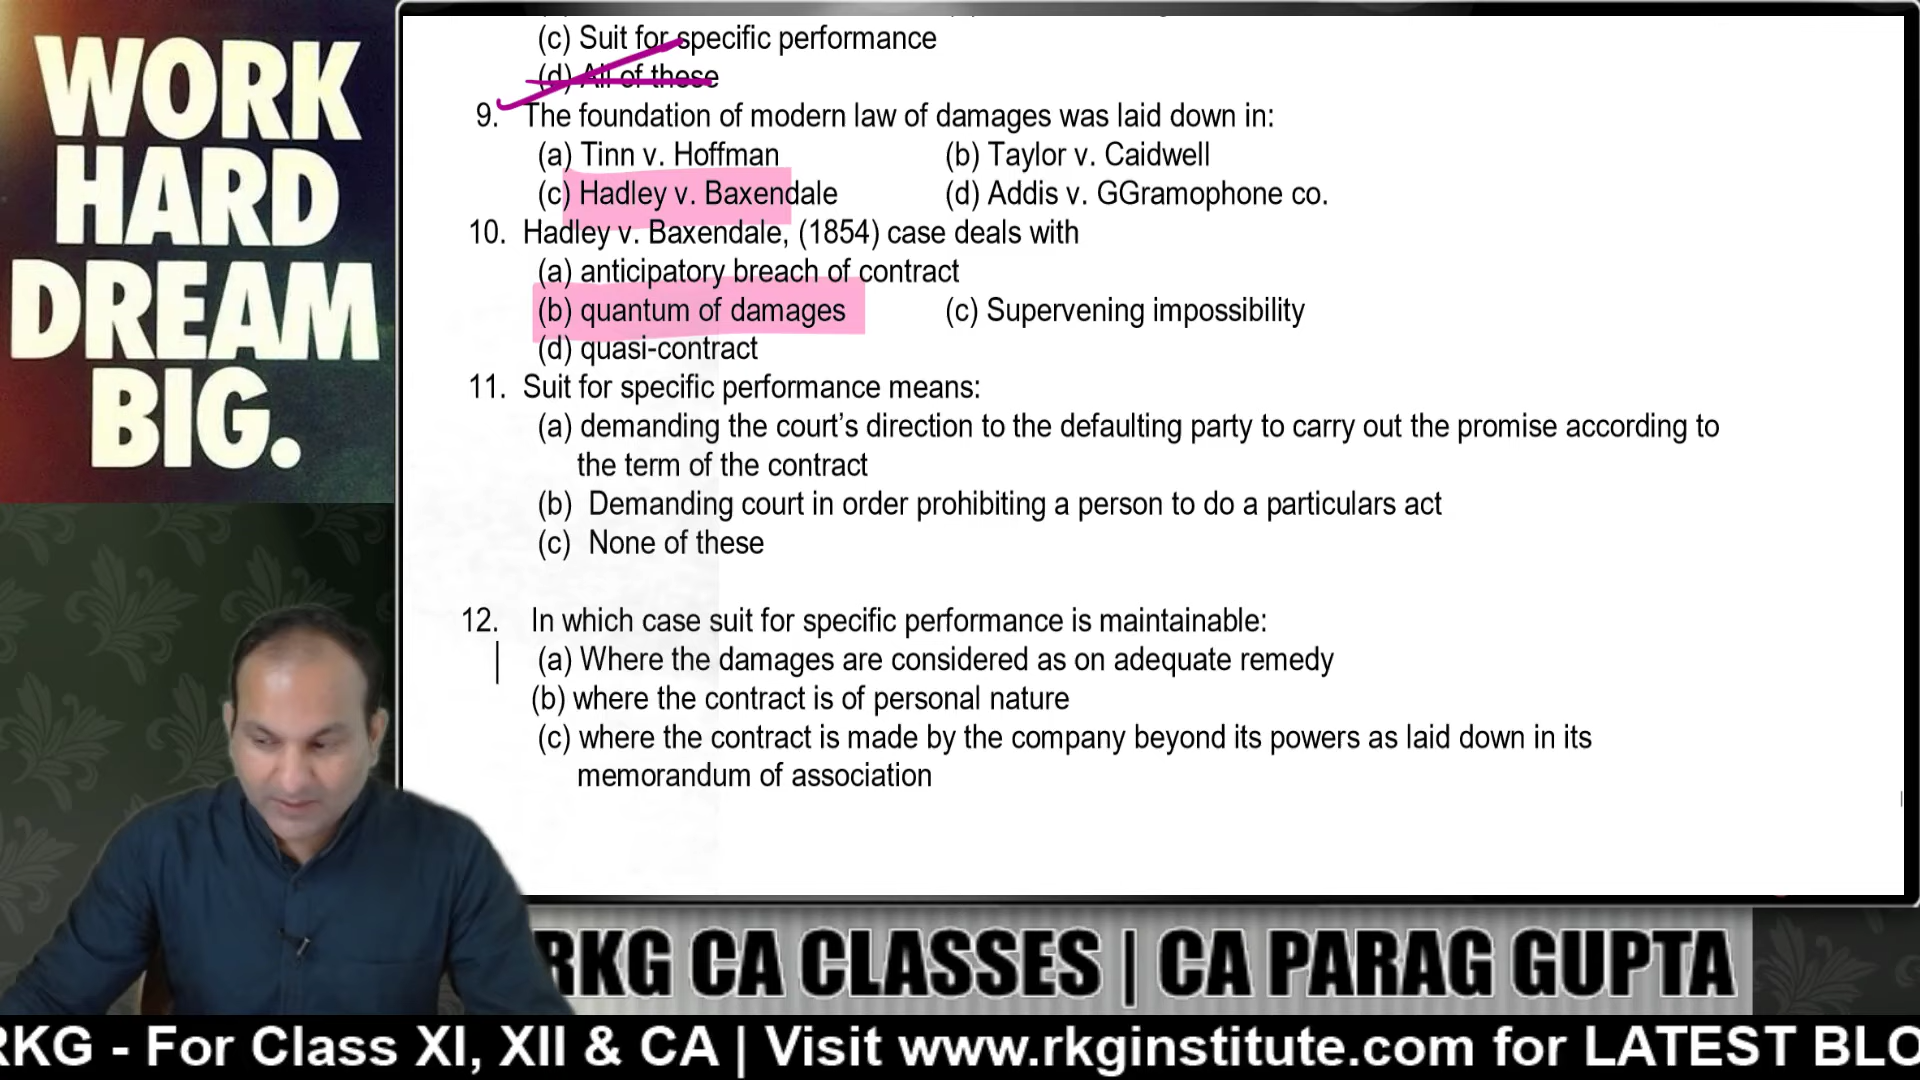 WORK
HARD
DREAM
BIG.
(c) Suit for specific performance
(d) All of these
9. The foundation of modern law of damages was laid down in:
(a) Tinn v. Hoffman (b) Taylor v. Caidwell
(c) Hadley v. Baxendale (d) Addis v. GGramophone co.
10. Hadley v. Baxendale, (1854) case deals with
(a) anticipatory breach of contract
(b) quantum of damages (c) Supervening impossibility
(d) quasi-contract
11. Suit for specific performance means:
(a) demanding the court’s direction to the defaulting party to carry out the promise according to
the term of the contract
(b) Demanding court in order prohibiting a person to do a particulars act
(c) None of these
12. In which case suit for specific performance is maintainable:
(a) Where the damages are considered as on adequate remedy
(b) where the contract is of personal nature
(c) where the contract is made by the company beyond its powers as laid down in its
memorandum of association
RKG CA CLASSES | CA PARAG GUPTA
RKG - For Class XI, XII & CA | Visit www.rkginstitute.com for LATEST BLO